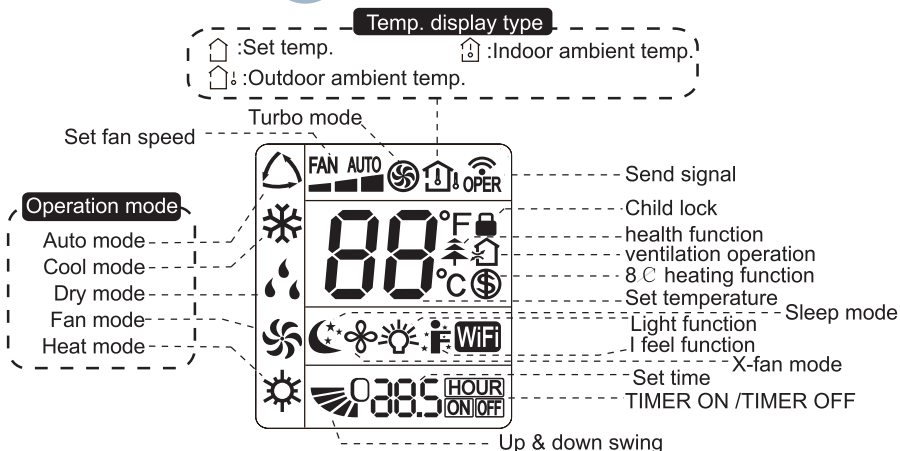 Temp. display type
:Set temp. :Indoor ambient temp.
:Outdoor ambient temp.
Turbo mode
Set fan speed
FAN AUTO
OPER
Send signal
Operation mode
Auto mode
Cool mode
Dry mode
Fan mode
Heat mode
88
°F
°C
Child lock
health function
ventilation operation
8℃ heating function
Set temperature
Sleep mode
Light function
I feel function
WiFi
X-fan mode
Set time
TIMER ON /TIMER OFF
038.5
HOUR
ON OFF
Up & down swing